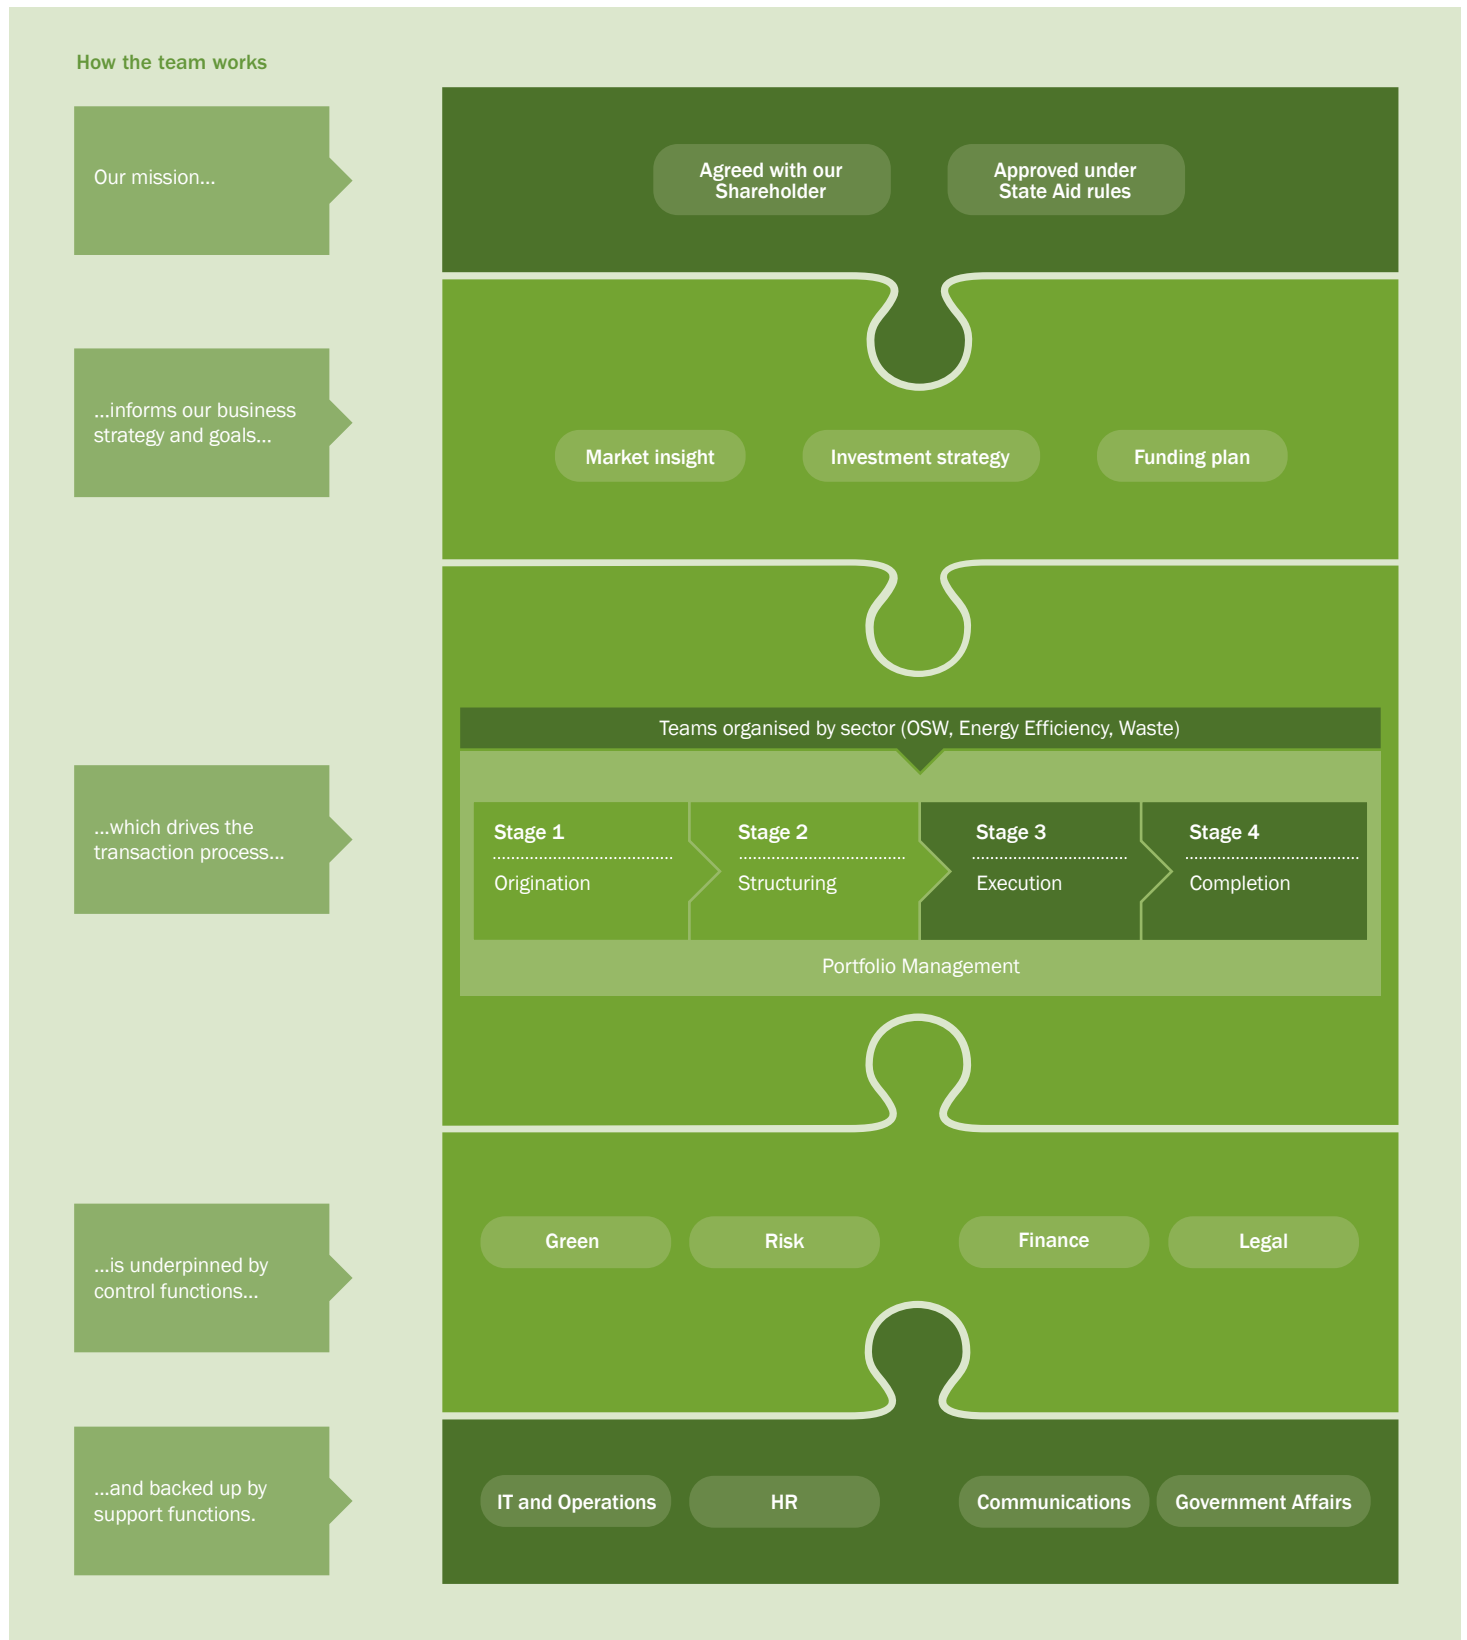 How the team works
Our mission...
Agreed with our
Shareholder
Approved under
State Aid rules
...informs our business
strategy and goals...
Market insight
Investment strategy
Funding plan
...which drives the
transaction process...
Teams organised by sector (OSW, Energy Efficiency, Waste)
Stage 1
Origination
Stage 2
Structuring
Stage 3
Execution
Stage 4
Completion
Portfolio Management
...is underpinned by
control functions...
Green
Risk
Finance
Legal
...and backed up by
support functions.
IT and Operations
HR
Communications
Government Affairs